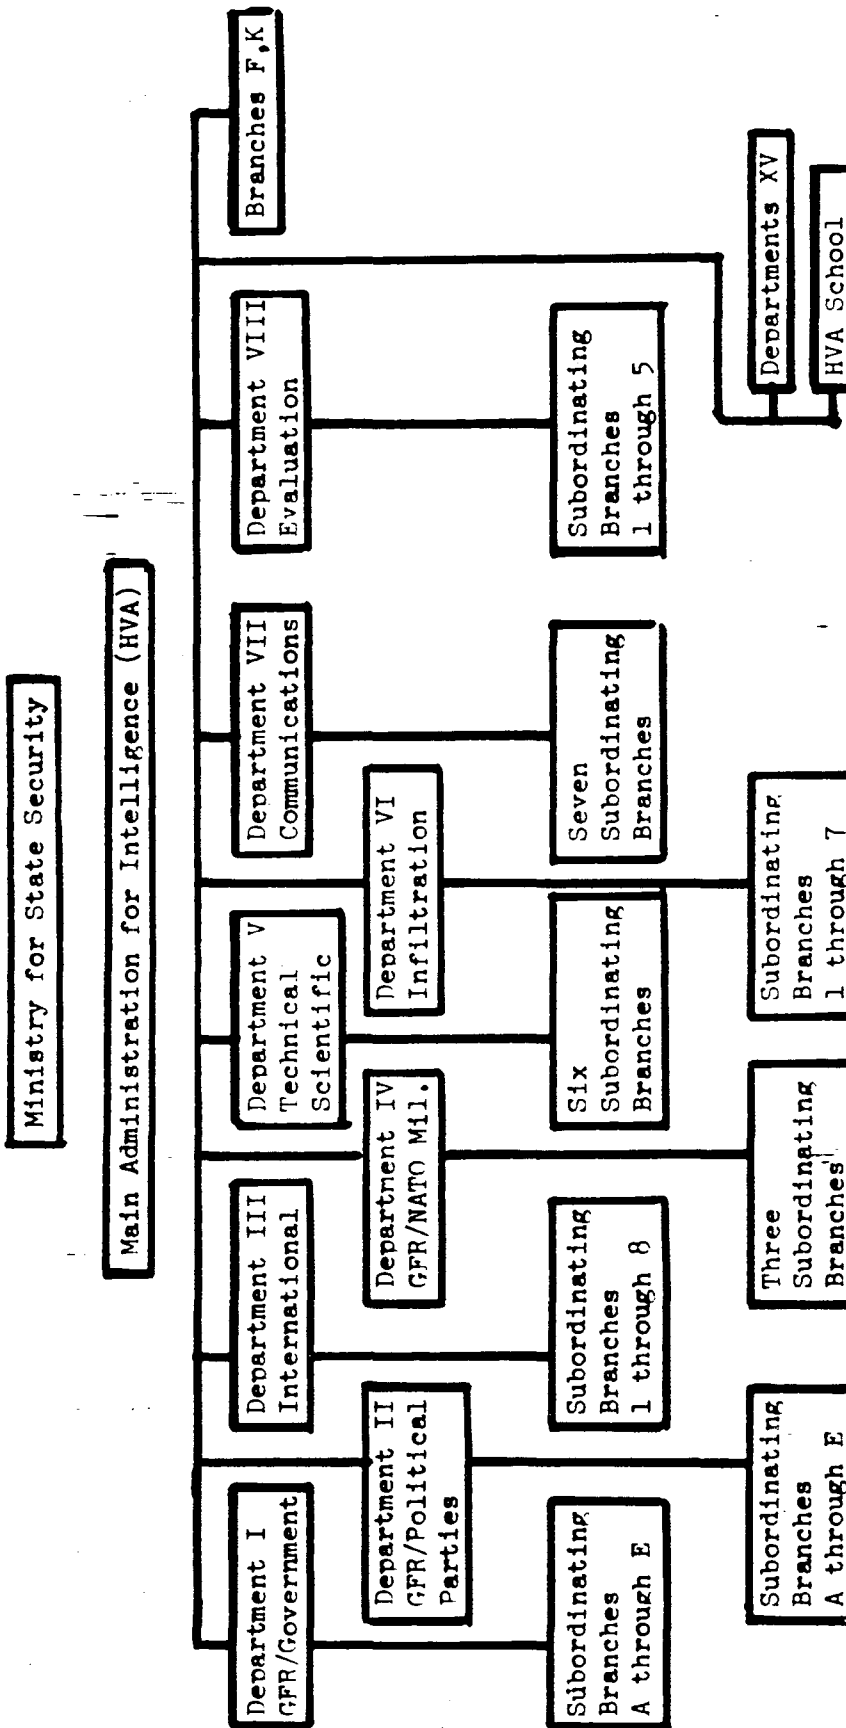 Ministry for State Security
Main Administration for Intelligence (HVA)
Department I
GFR/Government
Department III
International
Department V
Technical
Scientific
Department VII
Communications
Department VIII
Evaluation
Branches F,K
Department II
GFR/Political
Parties
Department IV
GFR/NATO Mil.
Department VI
Infiltration
Subordinating
Branches
A through E
Subordinating
Branches
1 through 8
Six
Subordinating
Branches
Seven
Subordinating
Branches
Subordinating
Branches
1 through 5
Subordinating
Branches
A through E
Three
Subordinating
Branches
Subordinating
Branches
1 through 7
Departments XV
HVA School